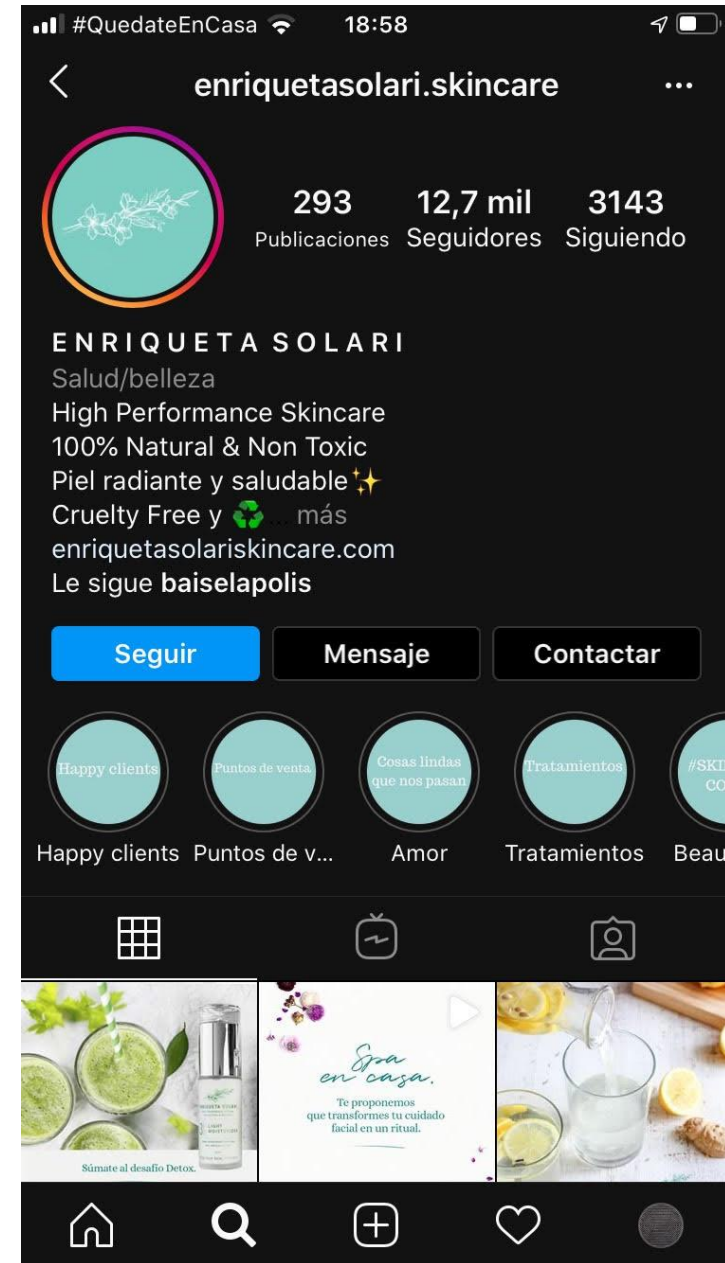 #QuedateEnCasa 18:58
enriquetasolari.skincare
293 12,7 mil 3143
Publicaciones Seguidores Siguiendo
ENRIQUETA SOLARI
Salud/belleza
High Performance Skincare
100% Natural & Non Toxic
Piel radiante y saludable✨
Cruelty Free y ♻️... más
enriquetasolariskincare.com
Le sigue baiselapolis
Seguir Mensaje Contactar
Happy clients
Puntos de venta
Cosas lindas
que nos pasan
Tratamientos
Happy clients Puntos de v... Amor Tratamientos Beau
Spa
en casa.
Te proponemos
que transformes tu cuidado
facial en un ritual.
LIGHT
Súmate al desafío Detox.